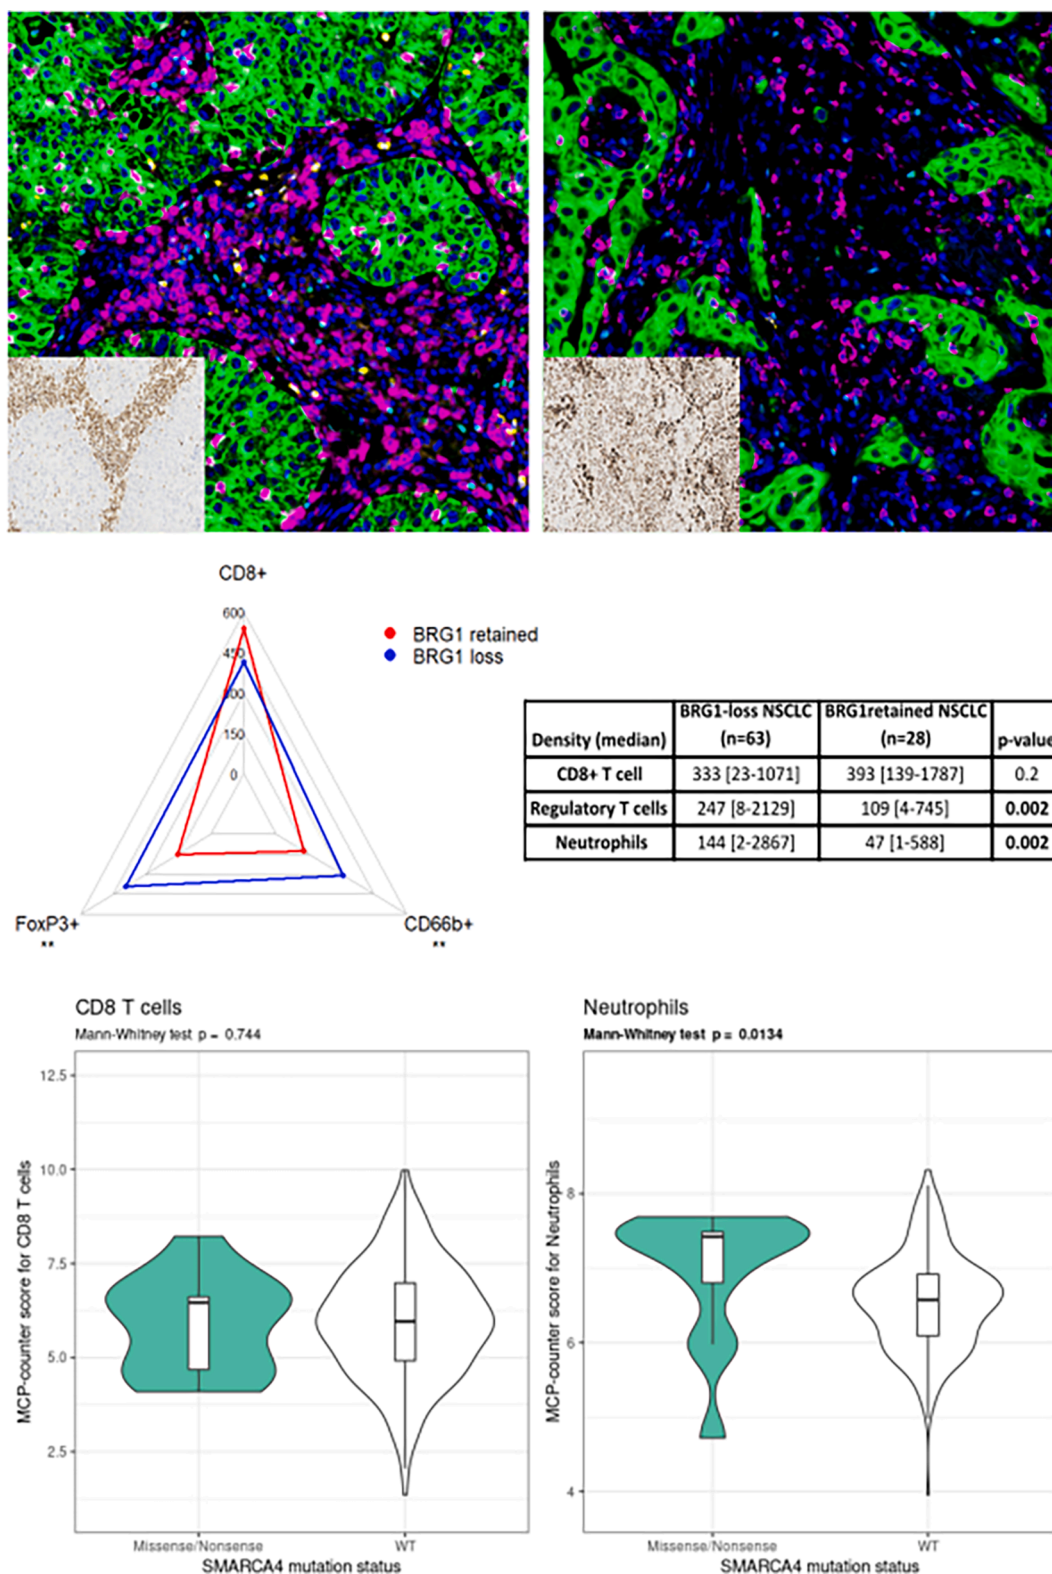 CD8+
600
450
300
150
0
FoxP3+
**
CD66b+
**
BRG1 retained
BRG1 loss
Density (median) BRG1-loss NSCLC (n=63) BRG1retained NSCLC (n=28) p-value
CD8+ T cell 333 [23-1071] 393 [139-1787] 0.2
Regulatory T cells 247 [8-2129] 109 [4-745] 0.002
Neutrophils 144 [2-2867] 47 [1-588] 0.002
CD8 T cells
Mann-Whitney test p = 0.744
MCP-counter score for CD8 T cells
12.5
10.0
7.5
5.0
2.5
Missense/Nonsense WT
SMARCA4 mutation status
Neutrophils
Mann-Whitney test p = 0.0134
MCP-counter score for Neutrophils
8
6
4
Missense/Nonsense WT
SMARCA4 mutation status